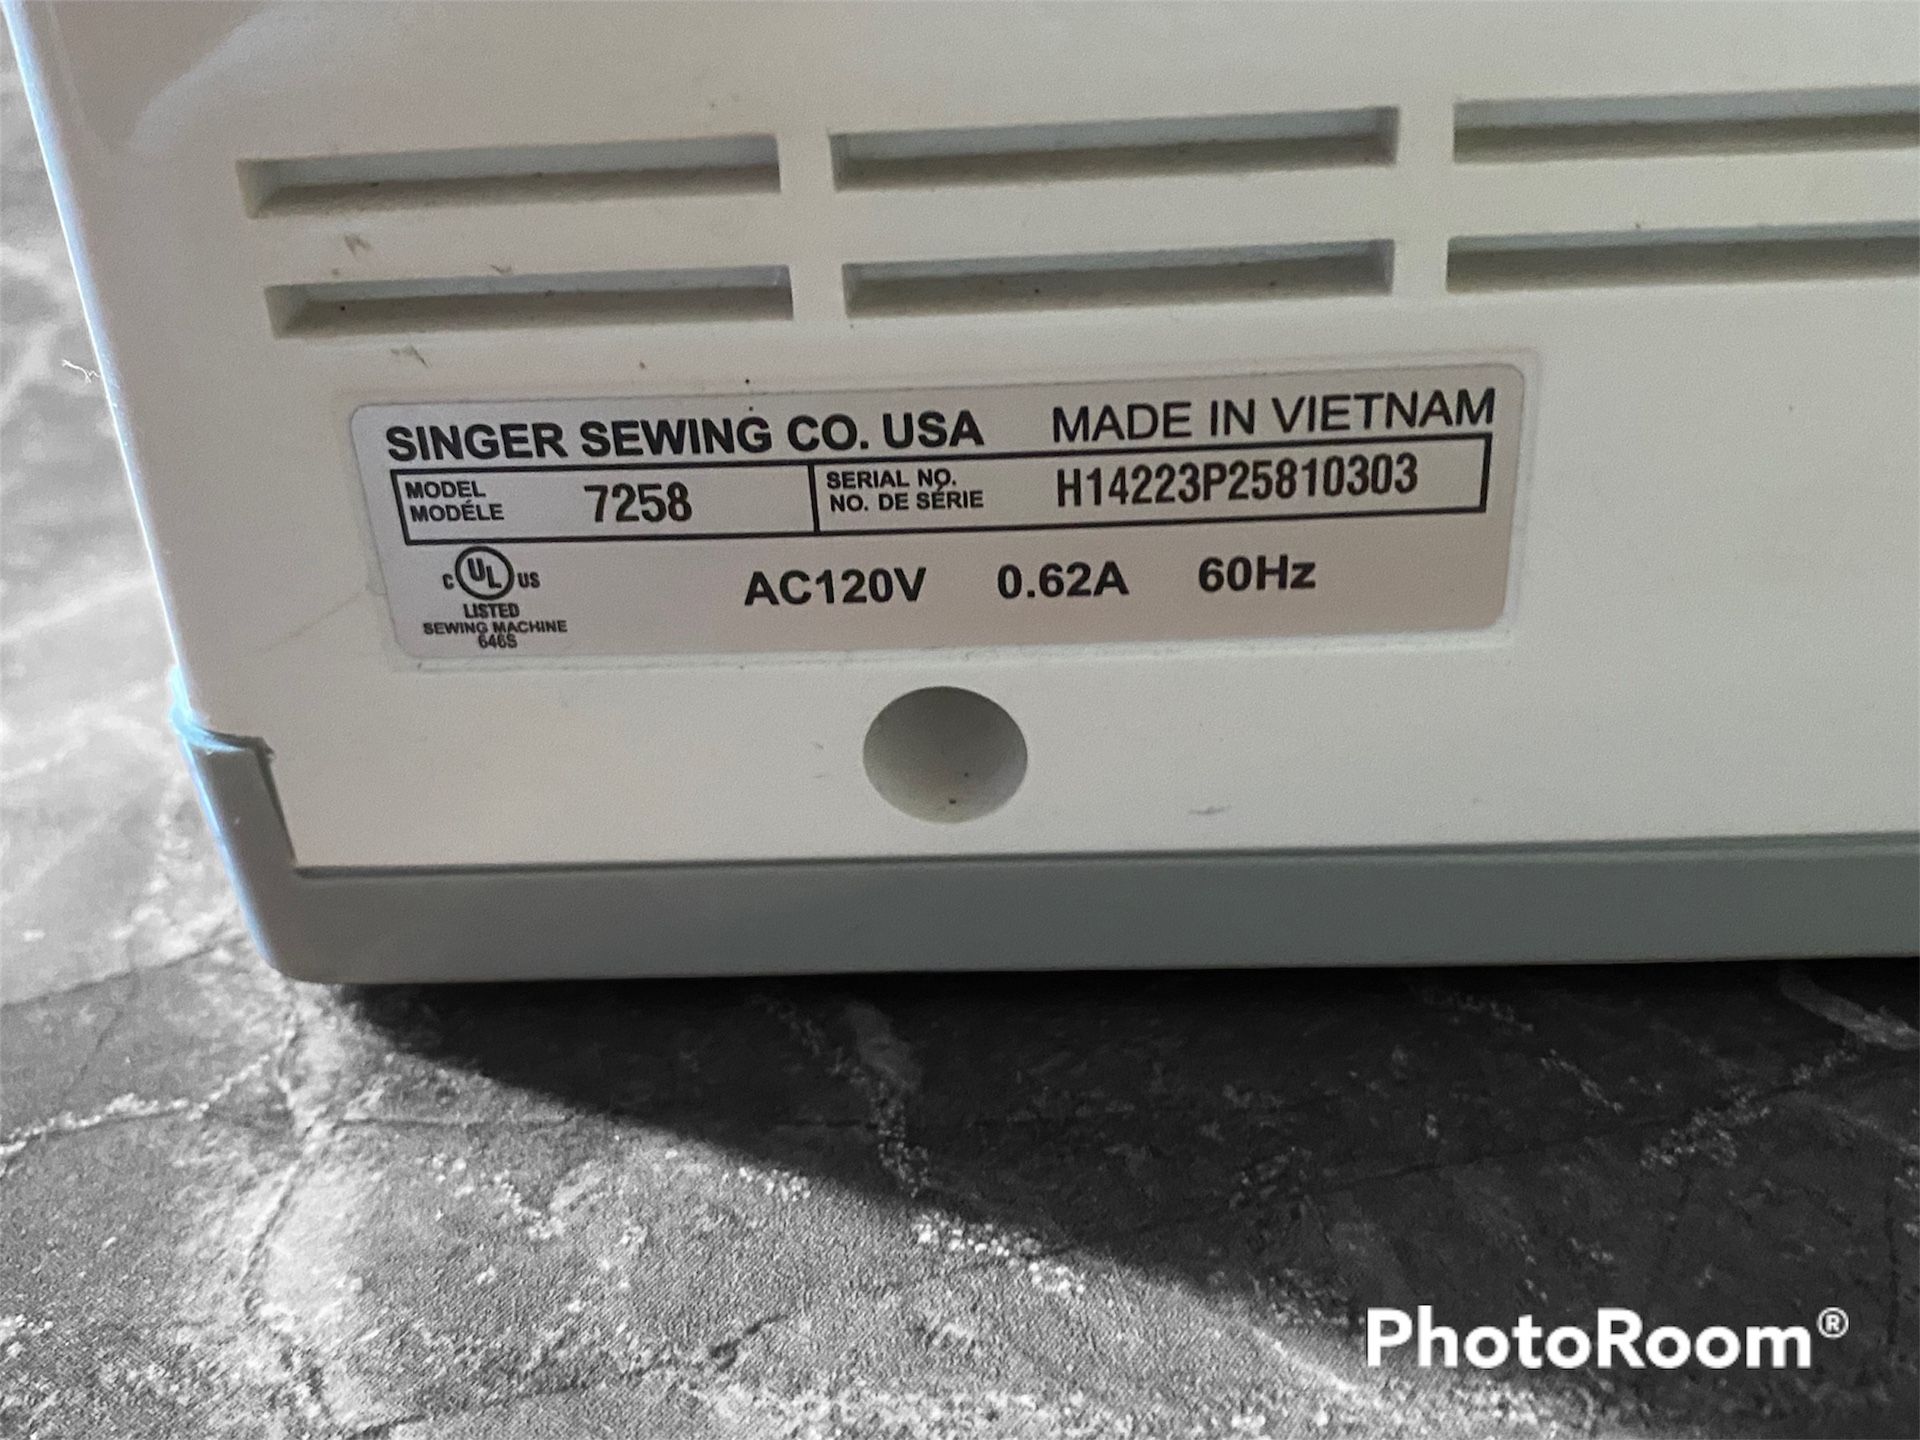 SINGER SEWING CO. USA MADE IN VIETNAM
MODEL
MODÉLE
7258
SERIAL NO.
NO. DE SÉRIE
H14223P25810303
C UL US
LISTED
SEWING MACHINE
646S
AC120V 0.62A 60Hz
PhotoRoom®